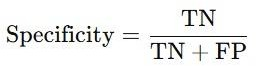 Specificity = TN / (TN + FP)